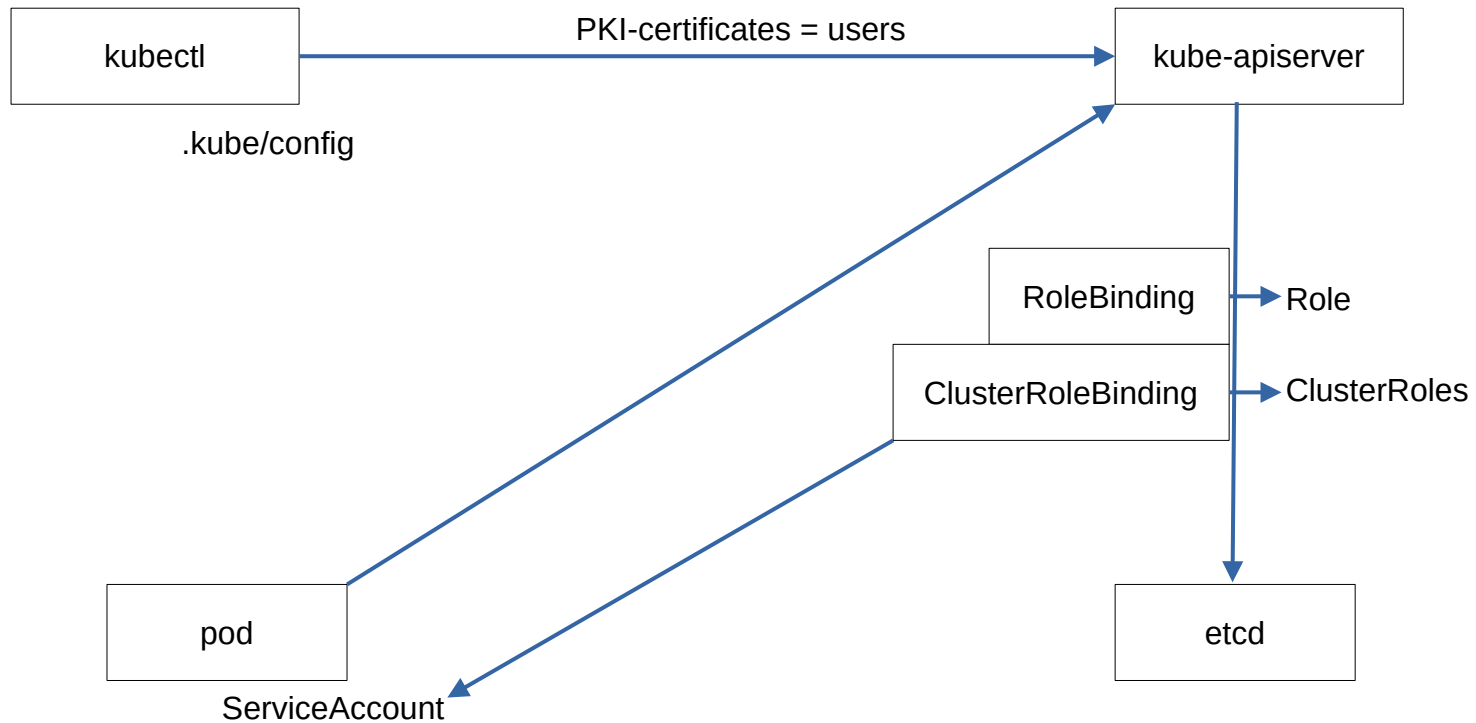 PKI-certificates = users
kubectl
kube-apiserver
.kube/config
RoleBinding
Role
ClusterRoleBinding
ClusterRoles
pod
etcd
ServiceAccount